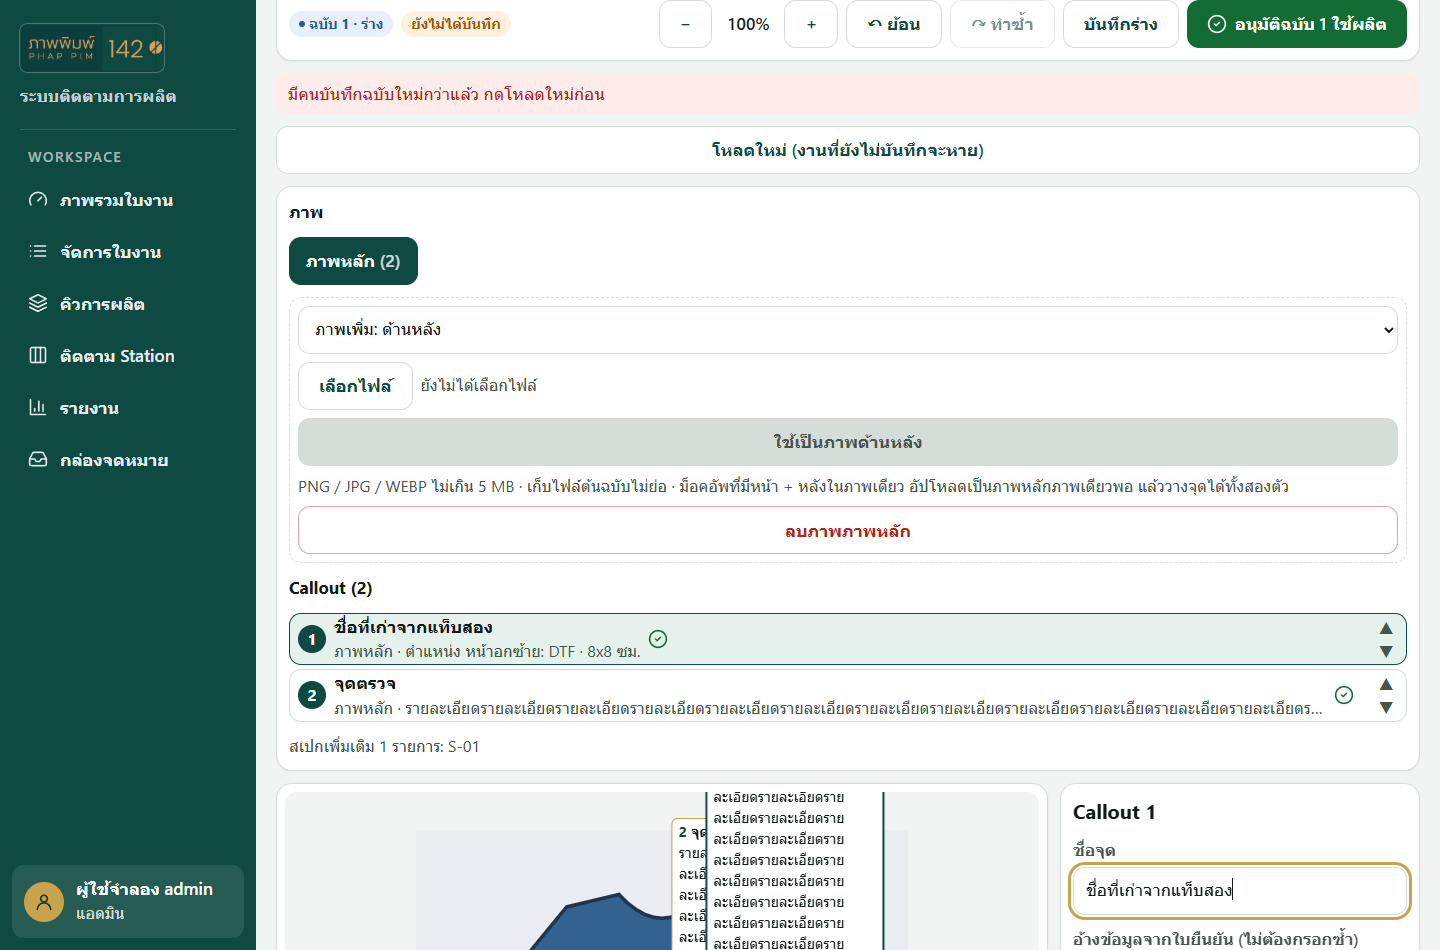 ภาพพิมพ์ 142
PHAP PIM
ระบบติดตามการผลิต
WORKSPACE
ภาพรวมใบงาน
จัดการใบงาน
คิวการผลิต
ติดตาม Station
รายงาน
กล่องจดหมาย
ผู้ใช้จำลอง admin
แอดมิน
ฉบับ 1 · ร่าง ยังไม่ได้บันทึก − 100% + ↶ ย้อน ↷ ทำซ้ำ บันทึกร่าง อนุมัติฉบับ 1 ใช้ผลิต
มีคนบันทึกฉบับใหม่กว่าแล้ว กดโหลดใหม่ก่อน
โหลดใหม่ (งานที่ยังไม่บันทึกจะหาย)
ภาพ
ภาพหลัก (2)
ภาพเพิ่ม: ด้านหลัง
เลือกไฟล์ ยังไม่ได้เลือกไฟล์
ใช้เป็นภาพด้านหลัง
PNG / JPG / WEBP ไม่เกิน 5 MB · เก็บไฟล์ต้นฉบับไม่ย่อ · ม็อคอัพที่มีหน้า + หลังในภาพเดียว อัปโหลดเป็นภาพหลักภาพเดียวพอ แล้ววางจุดได้ทั้งสองตัว
ลบภาพภาพหลัก
Callout (2)
1 ชื่อที่เก่าจากแท็บสอง ▲
ภาพหลัก · ตำแหน่ง หน้าอกซ้าย: DTF · 8x8 ซม. ▼
2 จุดตรวจ ▲
ภาพหลัก · รายละเอียดรายละเอียดรายละเอียดรายละเอียดรายละเอียดรายละเอียดรายละเอียดรายละเอียดรายละเอียดรายละเอียดรายละเอียดรายละเอียดรายละเอียดร... ▼
สเปกเพิ่มเติม 1 รายการ: S-01
ละเอียดรายละเอียดราย
ละเอียดรายละเอียดราย
ละเอียดรายละเอียดราย
ละเอียดรายละเอียดราย
ละเอียดรายละเอียดราย
ละเอียดรายละเอียดราย
ละเอียดรายละเอียดราย
ละเอียดรายละเอียดราย
2
Callout 1
ชื่อจุด
ชื่อที่เก่าจากแท็บสอง
อ้างข้อมูลจากใบยืนยัน (ไม่ต้องกรอกซ้ำ)